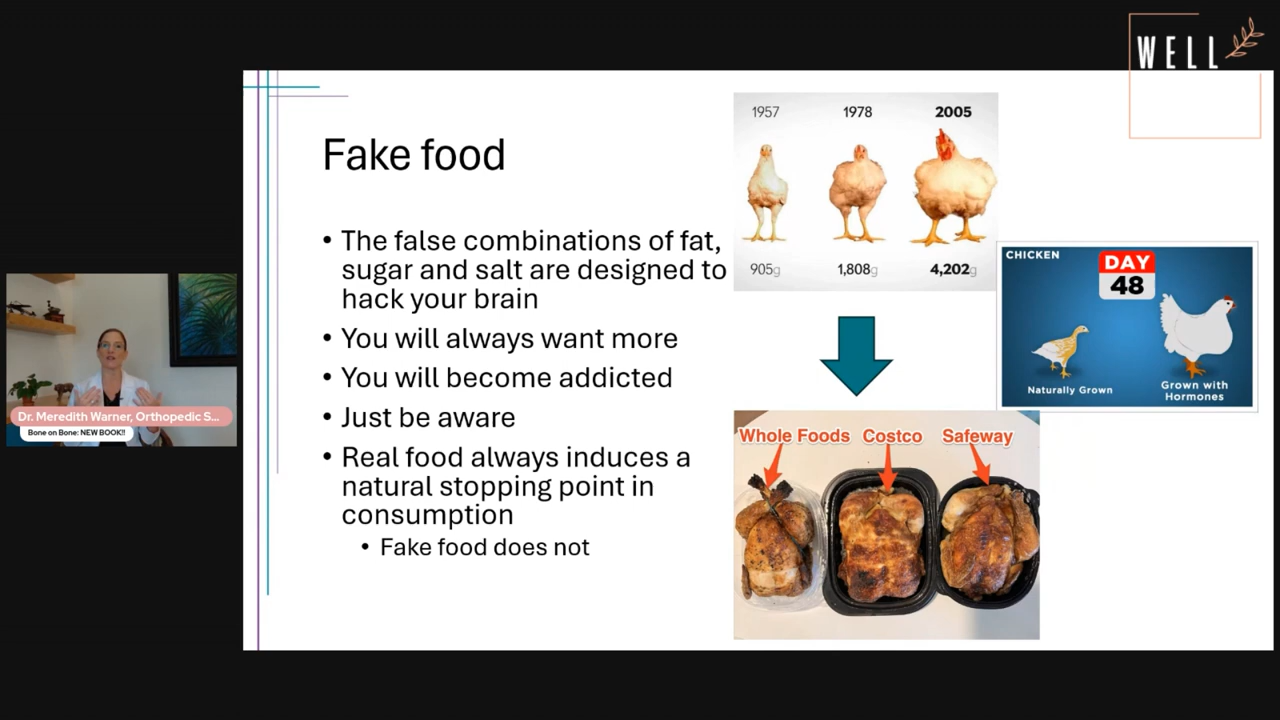 WELL
Fake food
• The false combinations of fat,
sugar and salt are designed to
hack your brain
• You will always want more
• You will become addicted
• Just be aware
• Real food always induces a
natural stopping point in
consumption
• Fake food does not
1957 1978 2005
905g 1,808g 4,202g
CHICKEN
DAY
48
Naturally Grown
Grown with
Hormones
Whole Foods Costco Safeway
Dr. Meredith Warner, Orthopedic S...
Bone on Bone: NEW BOOK!!